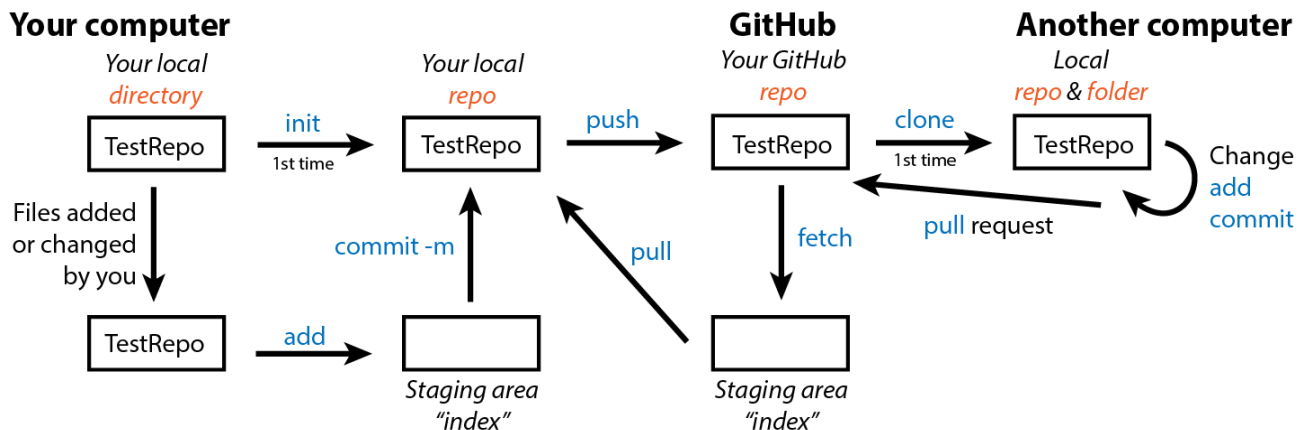 Your computer
GitHub
Another computer
Your local
directory
Your local
repo
Your GitHub
repo
Local
repo & folder
TestRepo
init
1st time
TestRepo
push
TestRepo
clone
1st time
TestRepo
Change
add
commit
Files added
or changed
by you
commit -m
pull
fetch
pull request
TestRepo
add
Staging area
“index”
Staging area
“index”